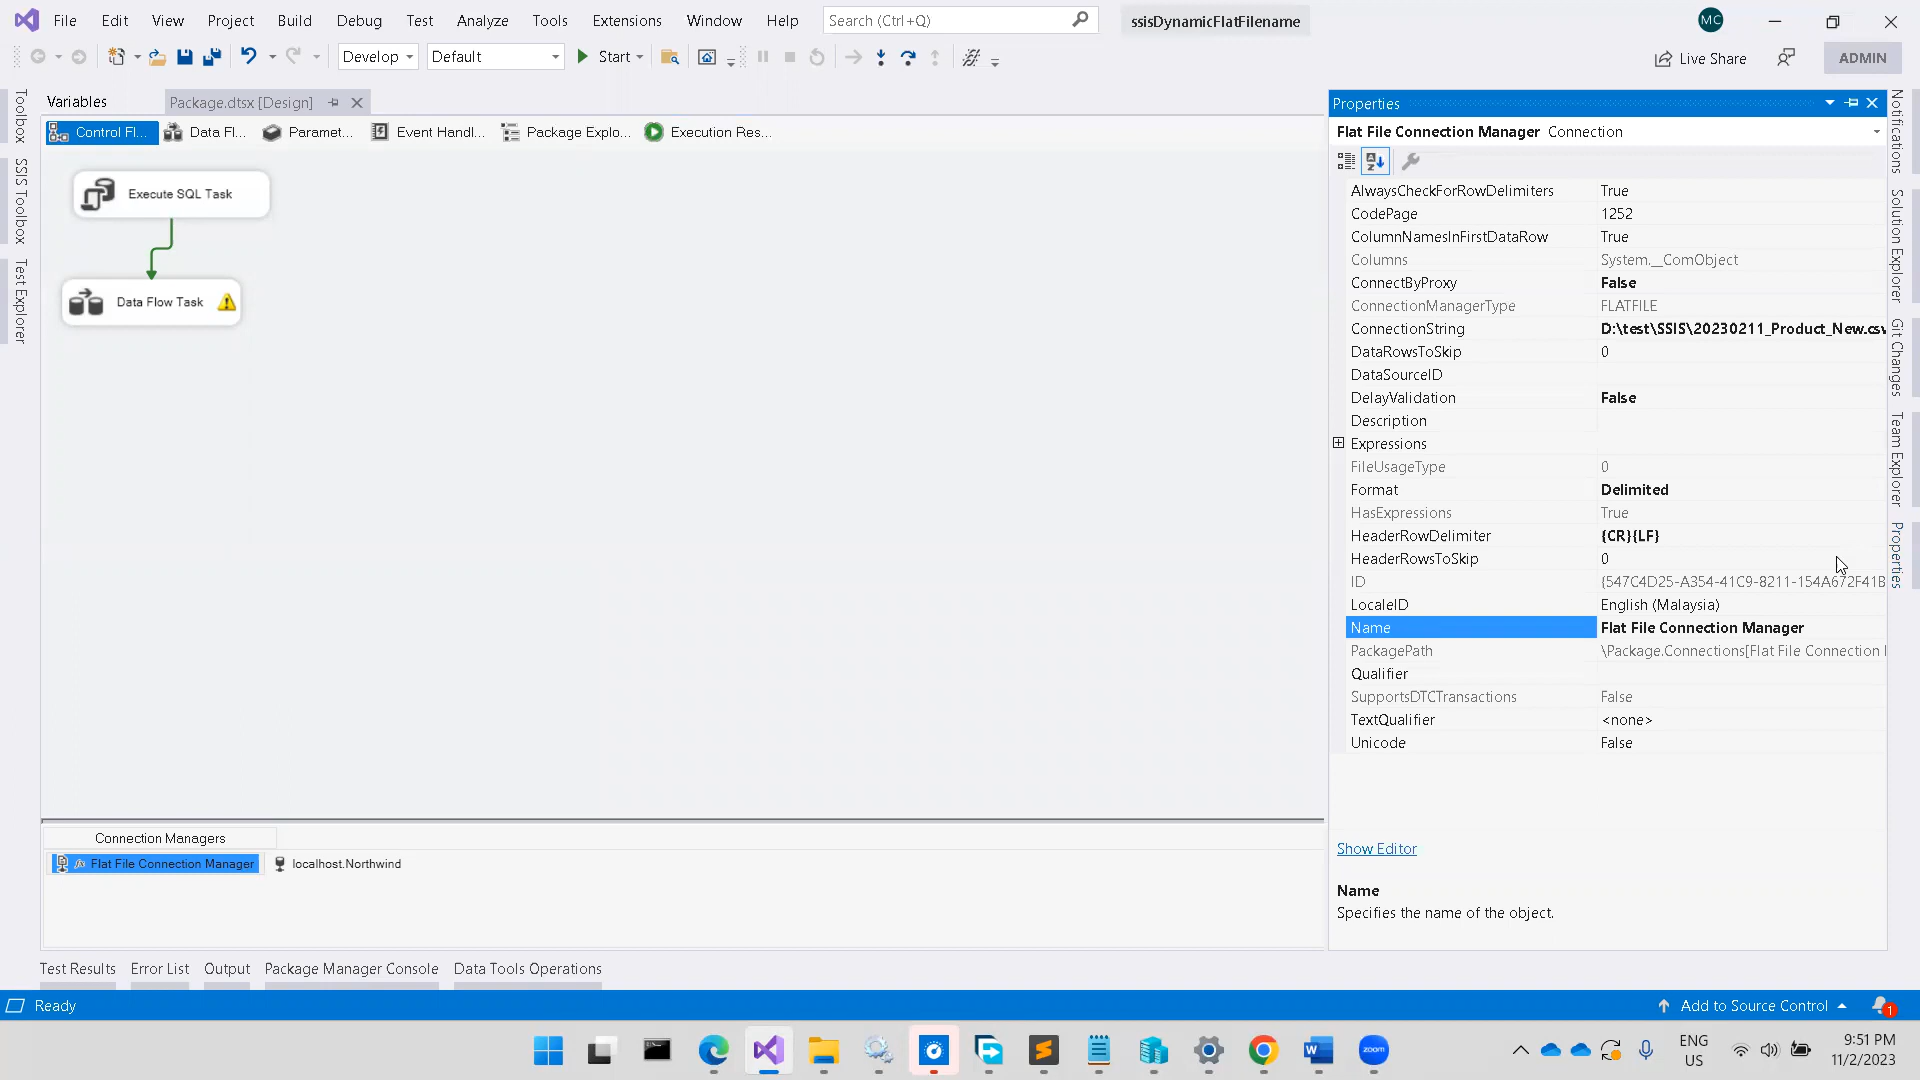 File Edit View Project Build Debug Test Analyze Tools Extensions Window Help Search (Ctrl+Q) ssisDynamicFlatFilename MC
Develop Default Start Live Share ADMIN
Variables Package.dtsx [Design]
Control Fl... Data Fl... Paramet... Event Handl... Package Explo... Execution Res...
Toolbox
SSIS Toolbox
Test Explorer
Execute SQL Task
Data Flow Task
Connection Managers
Flat File Connection Manager localhost.Northwind
Properties
Flat File Connection Manager Connection
AlwaysCheckForRowDelimiters True
CodePage 1252
ColumnNamesInFirstDataRow True
Columns System.__ComObject
ConnectByProxy False
ConnectionManagerType FLATFILE
ConnectionString D:\test\SSIS\20230211_Product_New.csv
DataRowsToSkip 0
DataSourceID
DelayValidation False
Description
Expressions
FileUsageType 0
Format Delimited
HasExpressions True
HeaderRowDelimiter {CR}{LF}
HeaderRowsToSkip 0
ID {547C4D25-A354-41C9-8211-154A672F41B
LocaleID English (Malaysia)
Name Flat File Connection Manager
PackagePath \Package.Connections[Flat File Connection
Qualifier
SupportsDTCTransactions False
TextQualifier <none>
Unicode False
Show Editor
Name
Specifies the name of the object.
Notifications
Solution Explorer
Git Changes
Team Explorer
Properties
Test Results Error List Output Package Manager Console Data Tools Operations
Ready Add to Source Control 1
zoom
ENG
US
9:51 PM
11/2/2023